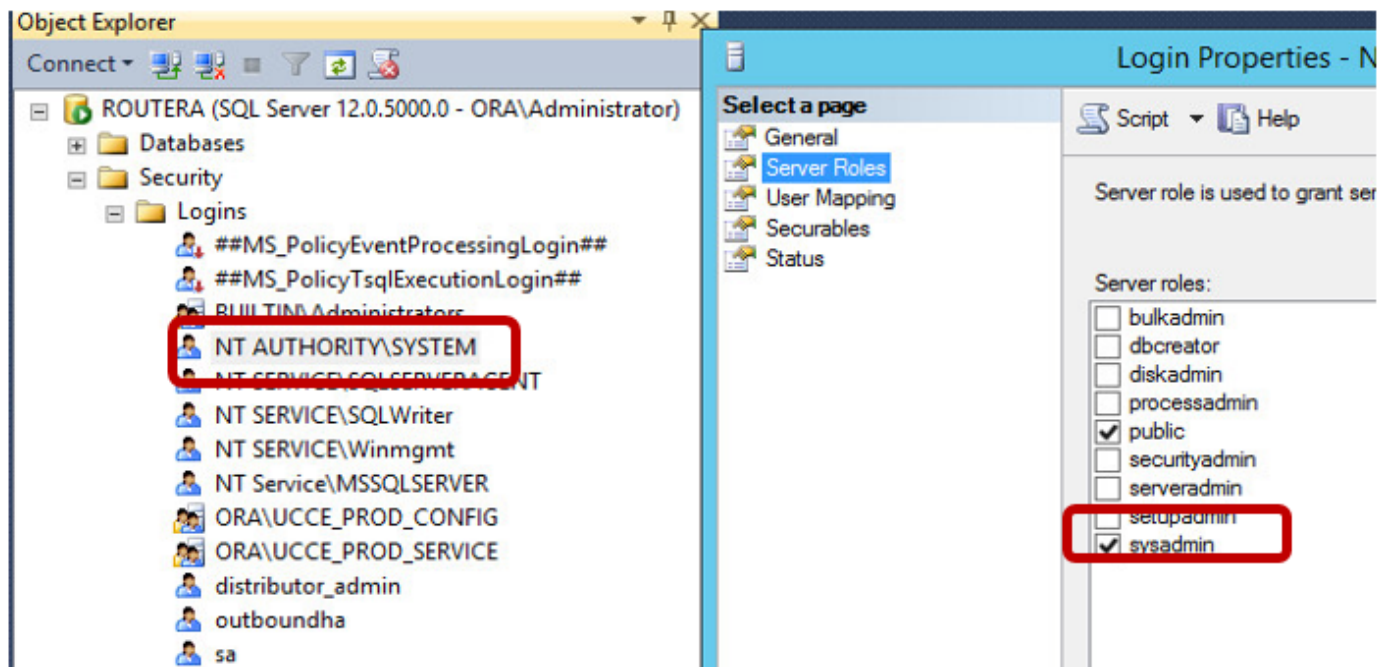 Object Explorer
Connect
ROUTERA (SQL Server 12.0.5000.0 - ORA\Administrator)
Databases
Security
Logins
##MS_PolicyEventProcessingLogin##
##MS_PolicyTsqlExecutionLogin##
BUILTIN\Administrators
NT AUTHORITY\SYSTEM
NT SERVICE\SQLSERVERAGENT
NT SERVICE\SQLWriter
NT SERVICE\Winmgmt
NT Service\MSSQLSERVER
ORA\UCCE_PROD_CONFIG
ORA\UCCE_PROD_SERVICE
distributor_admin
outboundha
sa
Login Properties - N
Select a page
General
Server Roles
User Mapping
Securables
Status
Script
Help
Server role is used to grant ser
Server roles:
bulkadmin
dbcreator
diskadmin
processadmin
public
securityadmin
serveradmin
setupadmin
sysadmin